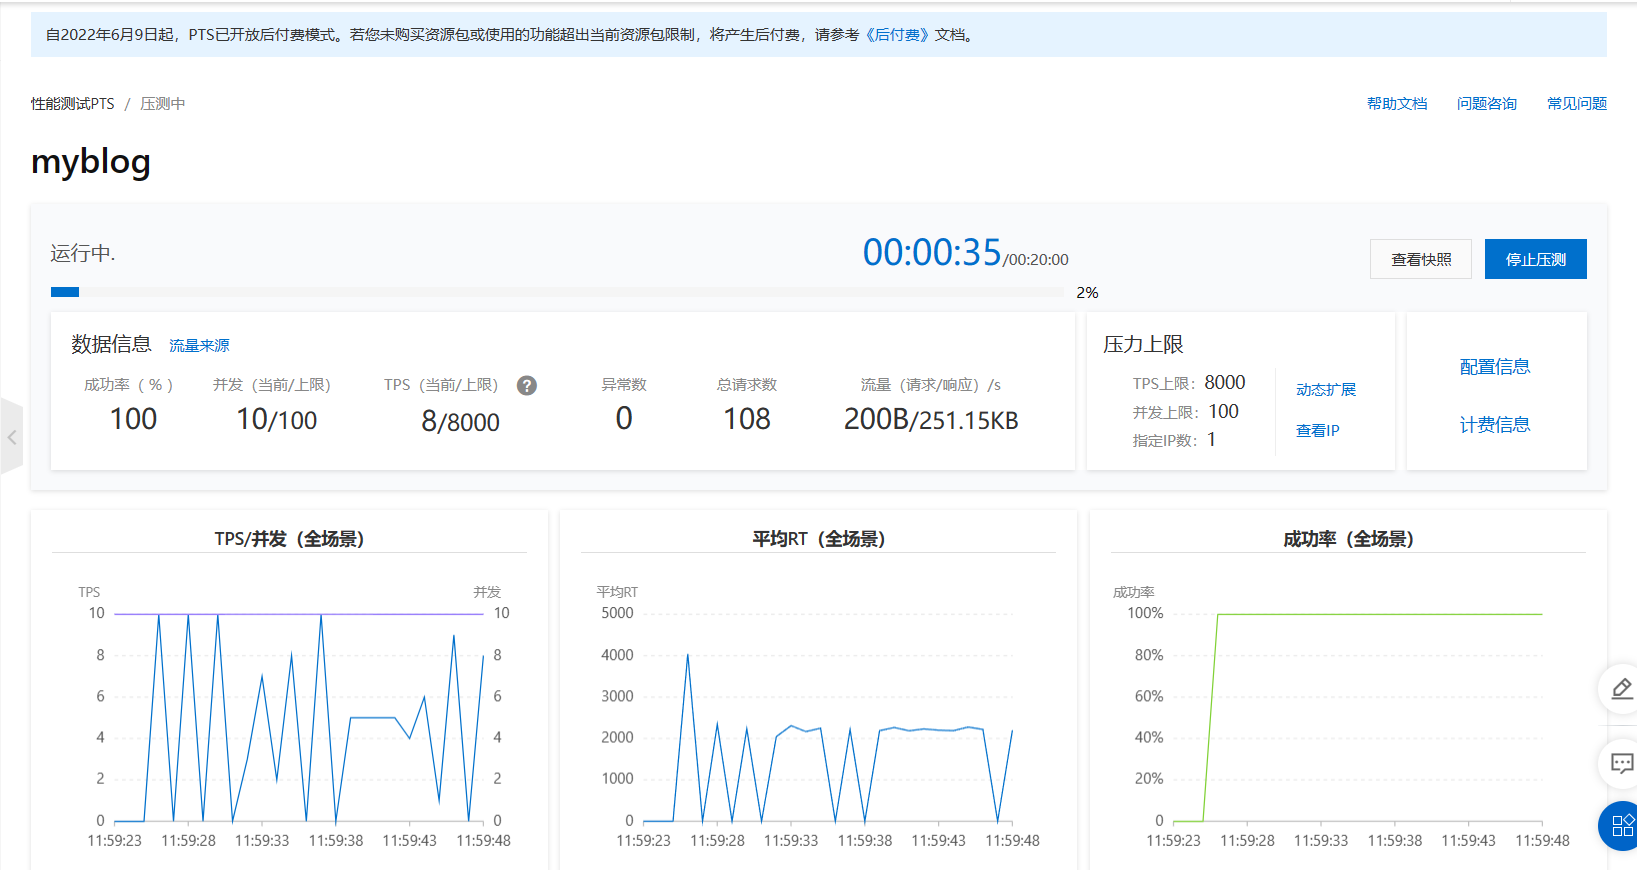 自2022年6月9日起，PTS已开放后付费模式。若您未购买资源包或使用的功能超出当前资源包限制，将产生后付费，请参考《后付费》文档。
性能测试PTS / 压测中
帮助文档 问题咨询 常见问题
myblog
运行中.
00:00:35/00:20:00
查看快照 停止压测
2%
数据信息 流量来源
成功率（%） 并发（当前/上限） TPS（当前/上限） ? 异常数 总请求数 流量（请求/响应）/s
100 10/100 8/8000 0 108 200B/251.15KB
压力上限
TPS上限：8000
并发上限：100
指定IP数：1
动态扩展
查看IP
配置信息
计费信息
TPS/并发（全场景）
TPS 并发
10 10
8 8
6 6
4 4
2 2
0 0
11:59:23 11:59:28 11:59:33 11:59:38 11:59:43 11:59:48
平均RT（全场景）
平均RT
5000
4000
3000
2000
1000
0
11:59:23 11:59:28 11:59:33 11:59:38 11:59:43 11:59:48
成功率（全场景）
成功率
100%
80%
60%
40%
20%
0
11:59:23 11:59:28 11:59:33 11:59:38 11:59:43 11:59:48